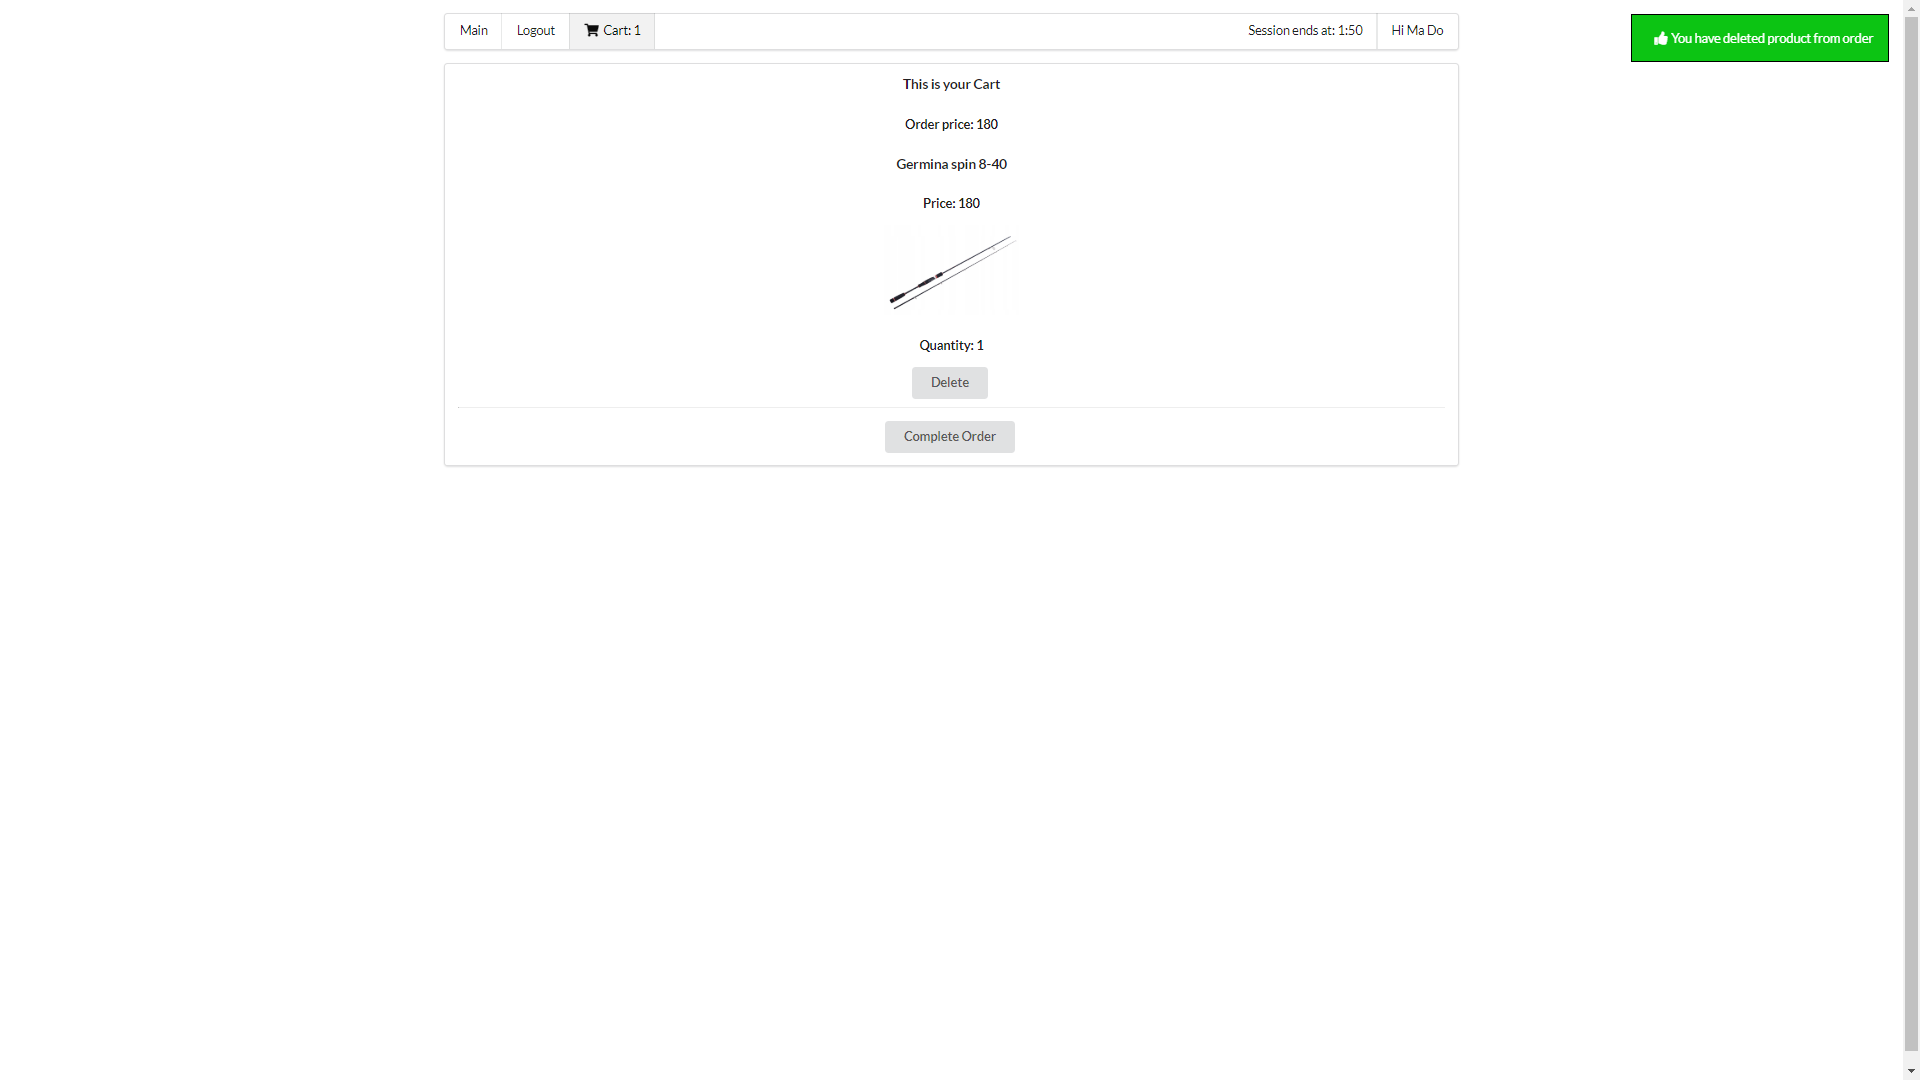 Main
Logout
Cart: 1
Session ends at: 1:50
Hi Ma Do
You have deleted product from order
This is your Cart
Order price: 180
Germina spin 8-40
Price: 180
Quantity: 1
Delete
Complete Order